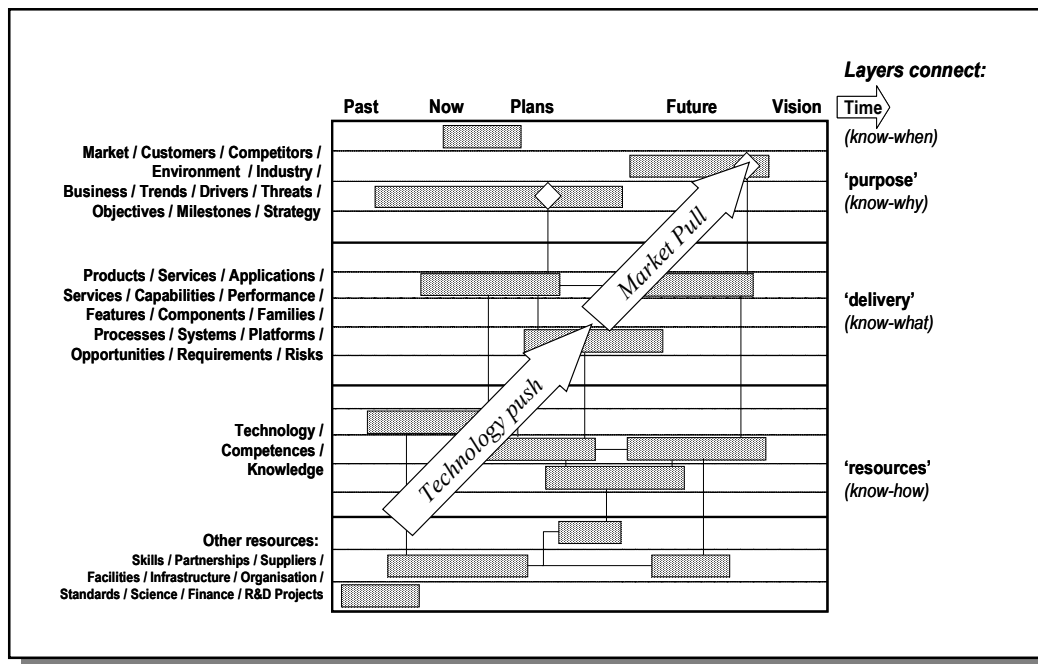 Layers connect:
Past Now Plans Future Vision Time
(know-when)
Market / Customers / Competitors /
Environment / Industry /
Business / Trends / Drivers / Threats /
Objectives / Milestones / Strategy
‘purpose’
(know-why)
Market Pull
Products / Services / Applications /
Services / Capabilities / Performance /
Features / Components / Families /
Processes / Systems / Platforms /
Opportunities / Requirements / Risks
‘delivery’
(know-what)
Technology push
Technology /
Competences /
Knowledge
‘resources’
(know-how)
Other resources:
Skills / Partnerships / Suppliers /
Facilities / Infrastructure / Organisation /
Standards / Science / Finance / R&D Projects